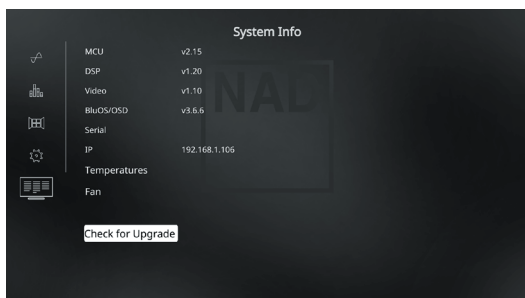 System Info
MCU v2.15
DSP v1.20
Video v1.10
BluOS/OSD v3.6.6
Serial
IP 192.168.1.106
Temperatures
Fan
Check for Upgrade
NAD